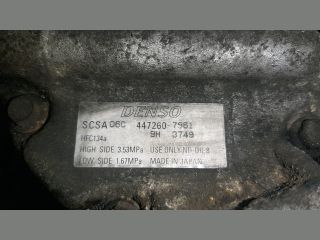 DENSO
SCSA06C 447260-7961
HFC134a 9H 3749
HIGH SIDE 3.53MPa USE ONLY ND-OIL8
LOW SIDE 1.67MPa MADE IN JAPAN